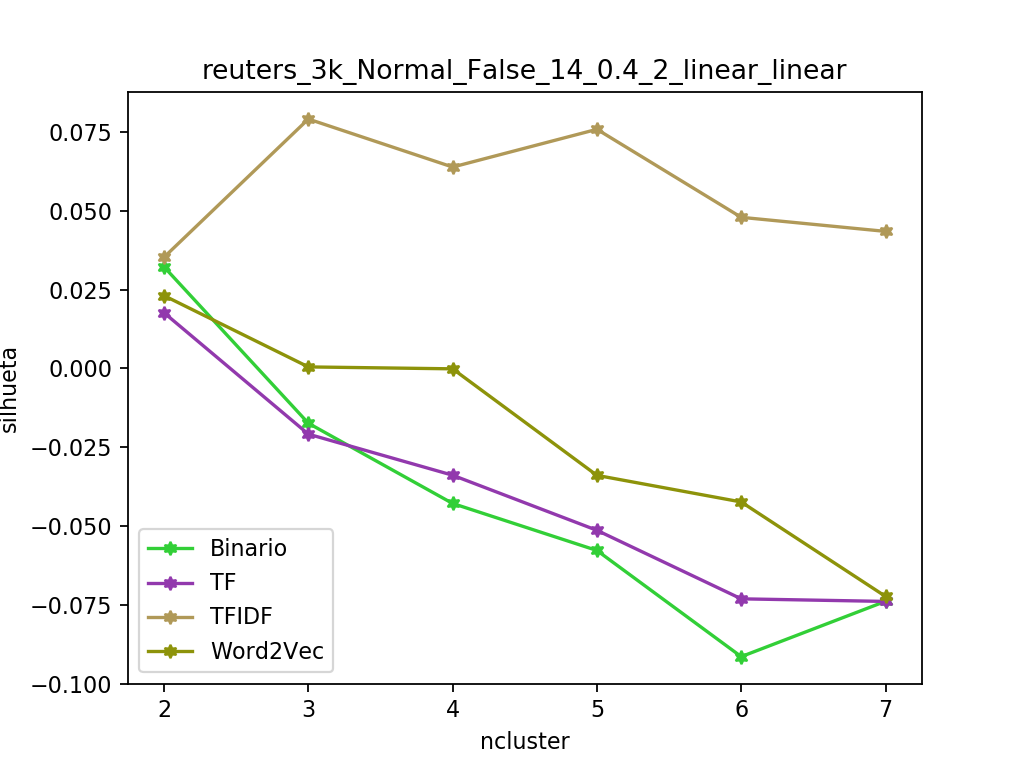 reuters_3k_Normal_False_14_0.4_2_linear_linear
silhueta
0.075
0.050
0.025
0.000
−0.025
−0.050
−0.075
−0.100
Binario
TF
TFIDF
Word2Vec
2 3 4 5 6 7
ncluster